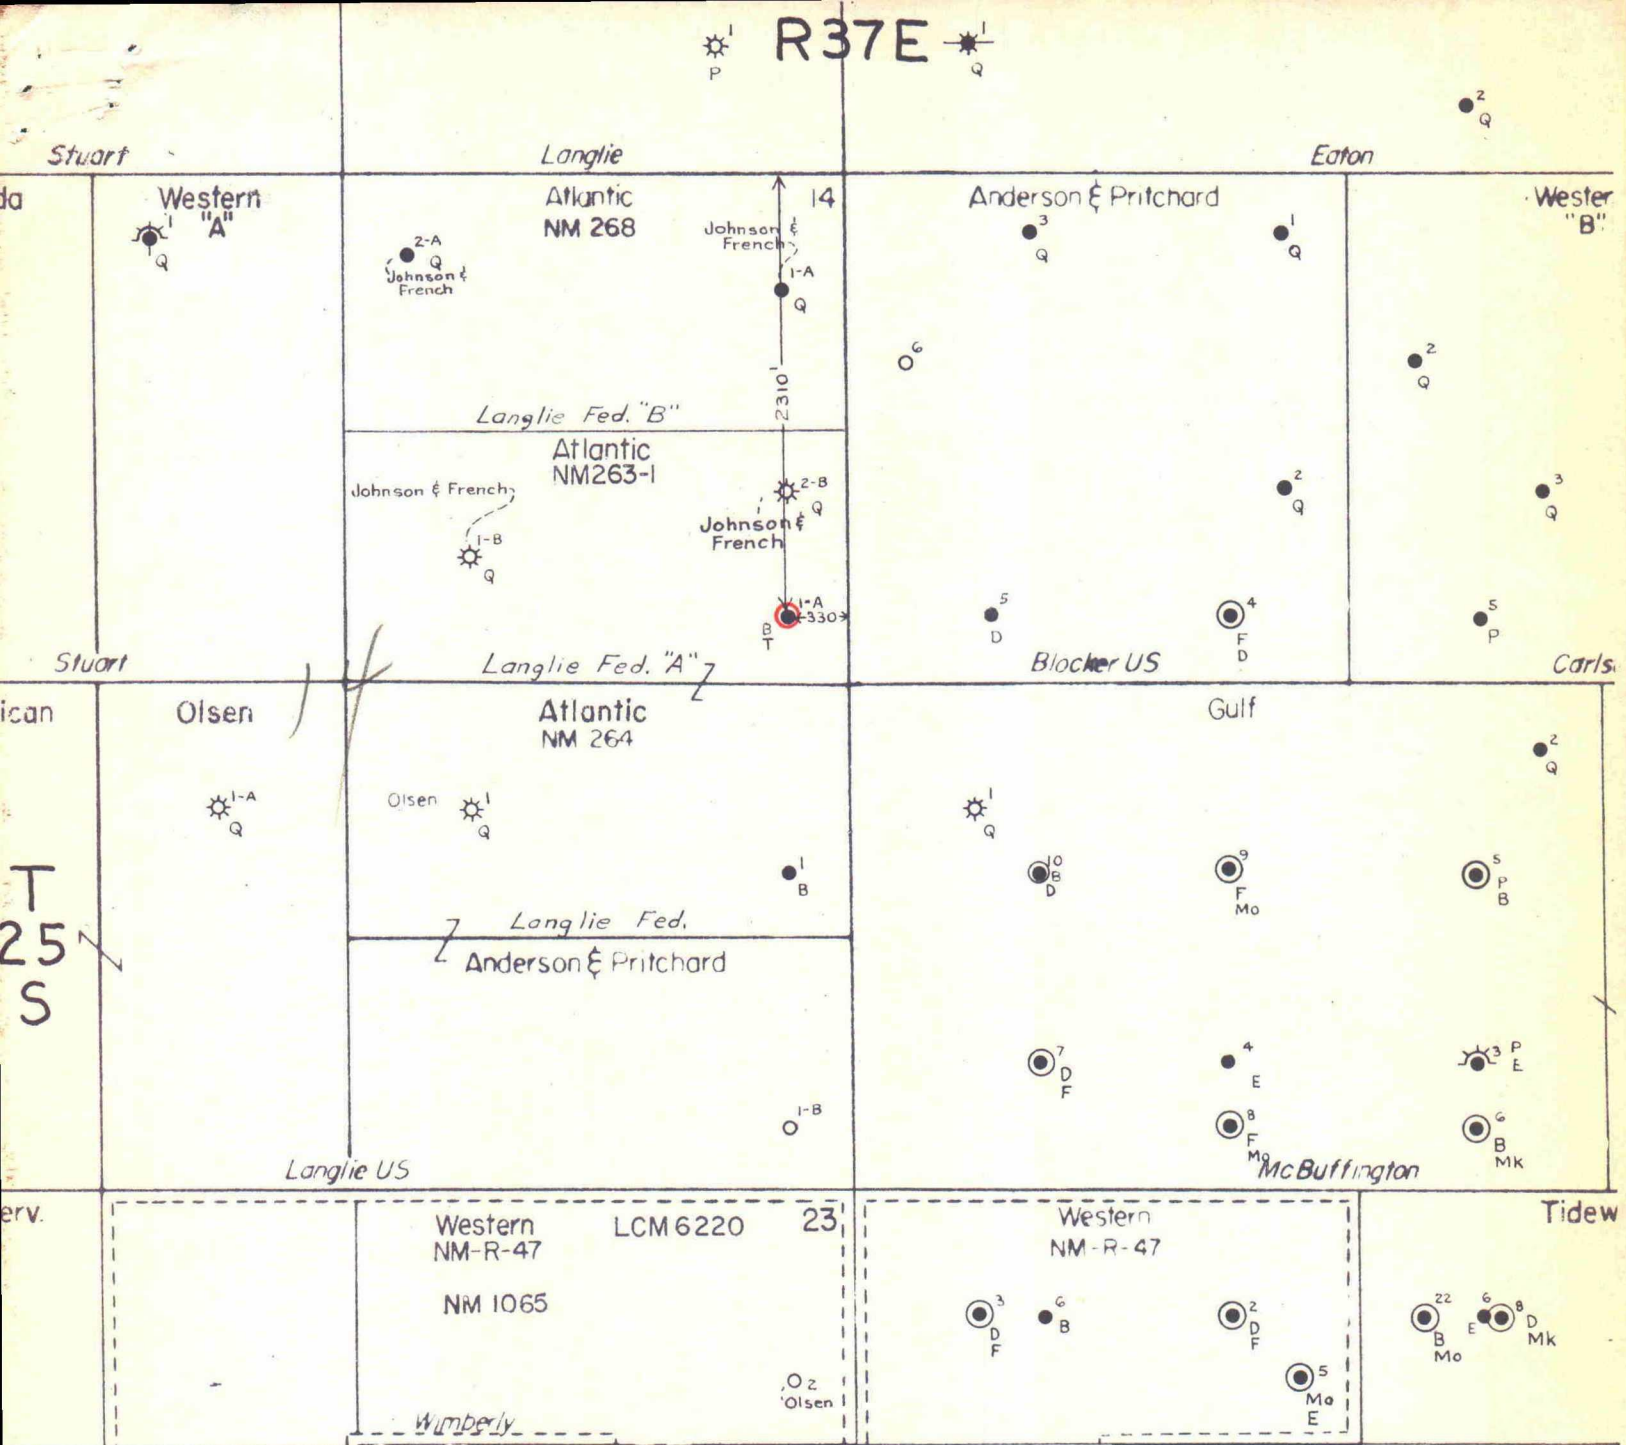 R37E
1
P
1
Q
2
Q
Stuart
Langlie
Eaton
da
Western
"A"
1
Q
Atlantic
NM 268
14
2-A
Q
Johnson &
French
Johnson &
French
1-A
Q
2310'
Langlie Fed. "B"
Anderson & Pritchard
3
Q
1
Q
6
Wester
"B"
2
Q
Atlantic
NM263-1
Johnson & French
1-B
Q
2-B
Q
Johnson &
French
1-A
330
B
T
Langlie Fed. "A"
Stuart
2
Q
5
D
4
F
D
Blocker US
3
Q
5
P
Carls
ican
Olsen
1-A
Q
Atlantic
NM 264
Olsen
1
Q
1
B
Langlie Fed.
Gulf
2
Q
1
Q
10
B
D
9
F
Mo
5
P
B
T
25
S
Anderson & Pritchard
1-B
Langlie US
7
D
F
4
E
3
P
E
8
F
Mo
6
B
Mk
McBuffington
erv.
Western
NM-R-47
LCM 6220
23
NM 1065
2
Olsen
Wimberly
Western
NM-R-47
3
D
F
6
B
2
D
F
5
Mo
E
Tidew
22
B
Mo
6
E
8
D
Mk